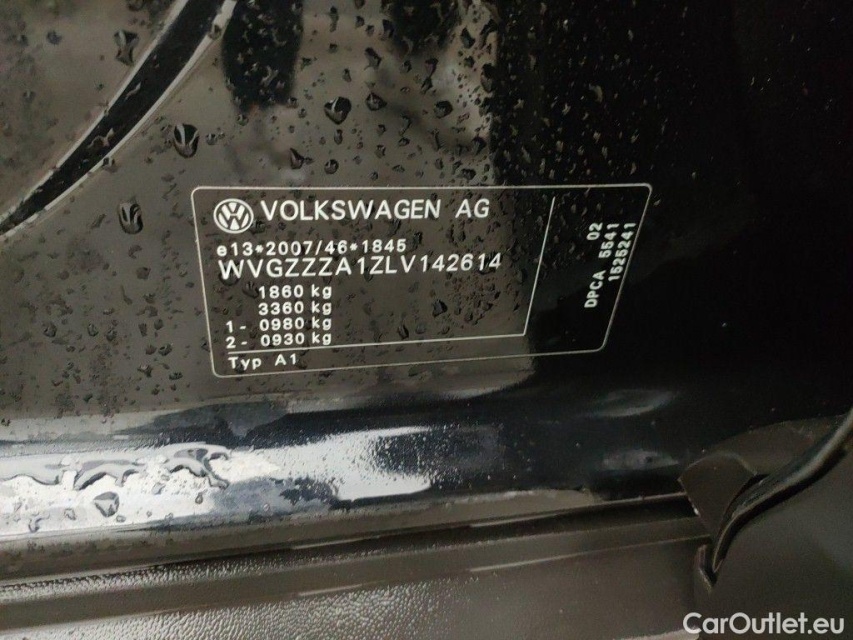 VOLKSWAGEN AG
e13*2007/46*1845
WVGZZZA1ZLV142614
1860 kg
3360 kg
1- 0980 kg
2- 0930 kg
Typ A1
02
DPCA 5541
1525241
CarOutlet.eu